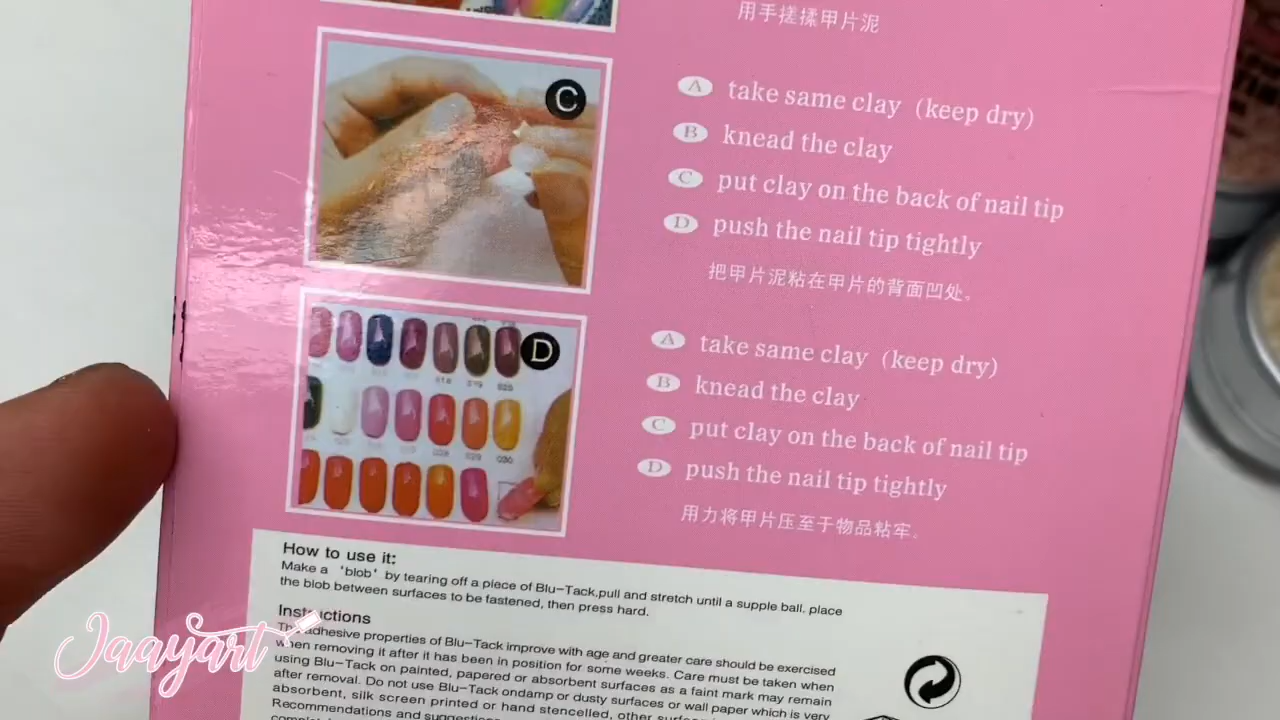 用手搓揉甲片泥
C
A take same clay（keep dry）
B knead the clay
C put clay on the back of nail tip
D push the nail tip tightly
把甲片泥粘在甲片的背面凹处。
D
018 019 020
028 029 030
A take same clay（keep dry）
B knead the clay
C put clay on the back of nail tip
D push the nail tip tightly
用力将甲片压至于物品粘牢。
How to use it:
Make a 'blob' by tearing off a piece of Blu-Tack,pull and stretch until a supple ball. place
the blob between surfaces to be fastened, then press hard.
Instructions
The adhesive properties of Blu-Tack improve with age and greater care should be exercised
when removing it after it has been in position for some weeks. Care must be taken when
using Blu-Tack on painted, papered or absorbent surfaces as a faint mark may remain
after removal. Do not use Blu-Tack ondamp or dusty surfaces or wall paper which is very
absorbent, silk screen printed or hand stencilled, other
Recommendations and
Jaayart